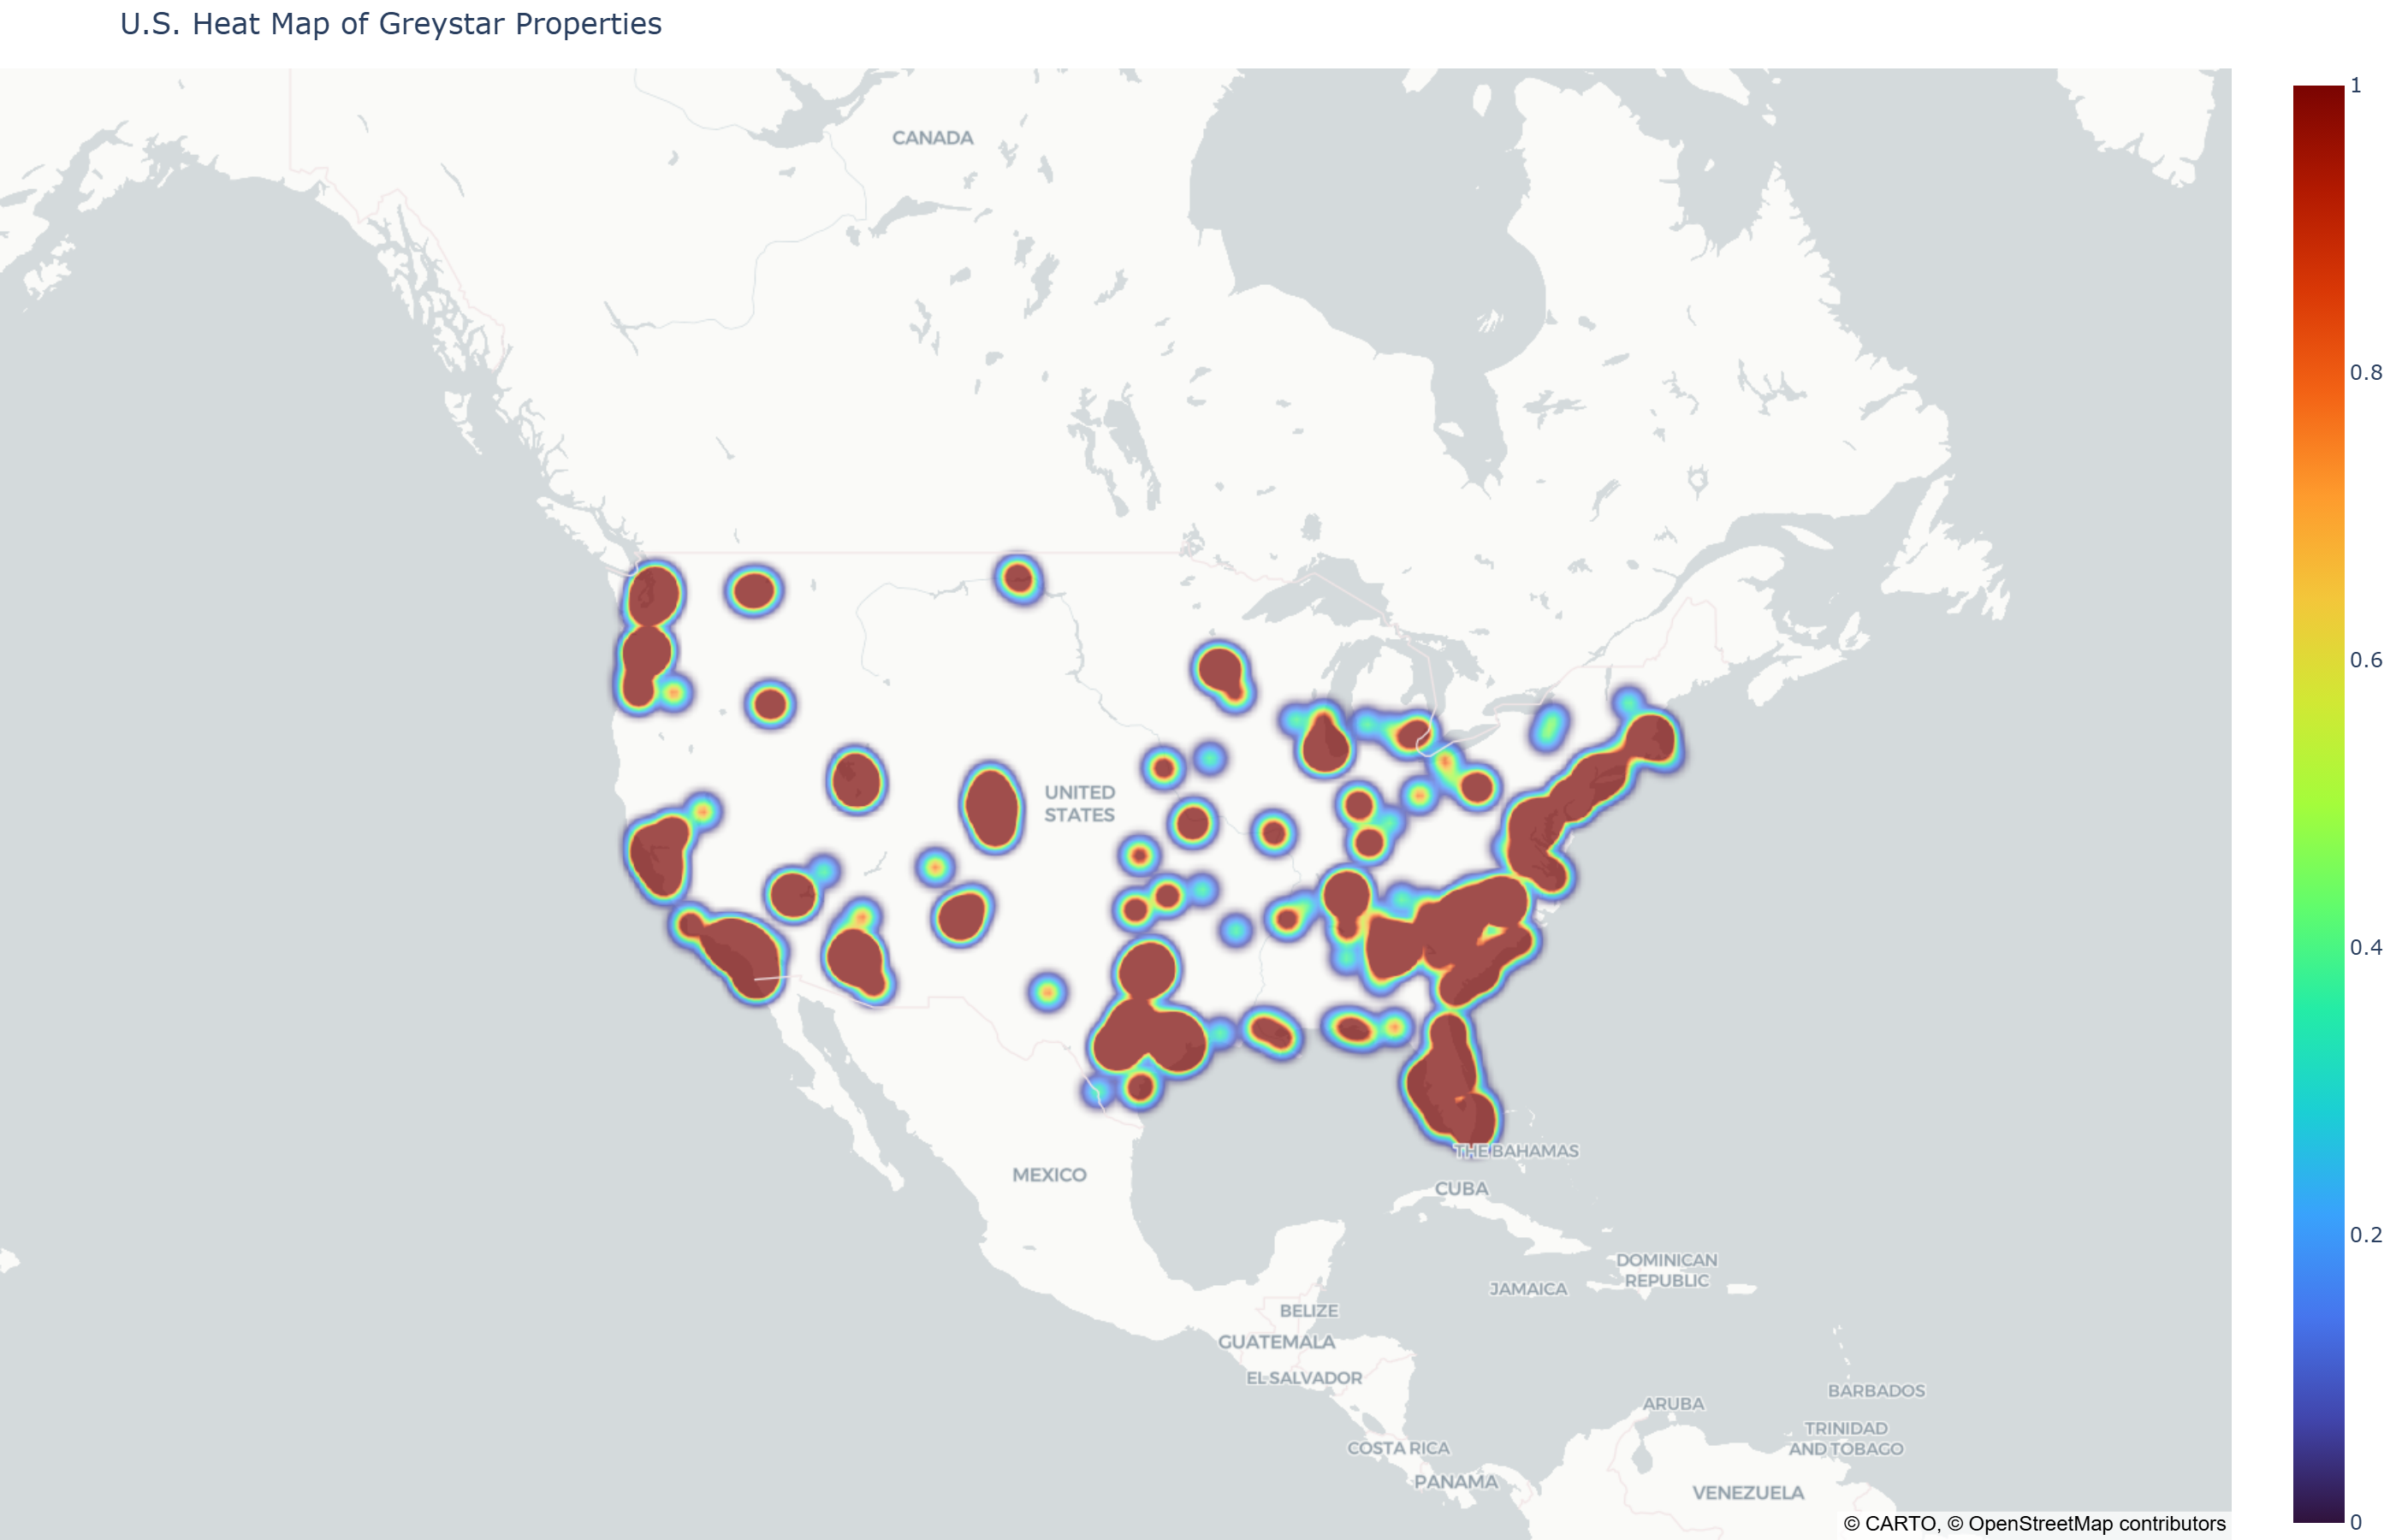 U.S. Heat Map of Greystar Properties
CANADA
UNITED
STATES
MEXICO
THE BAHAMAS
CUBA
DOMINICAN
REPUBLIC
JAMAICA
BELIZE
GUATEMALA
EL SALVADOR
BARBADOS
ARUBA
TRINIDAD
AND TOBAGO
COSTA RICA
PANAMA
VENEZUELA
1
0.8
0.6
0.4
0.2
0
© CARTO, © OpenStreetMap contributors